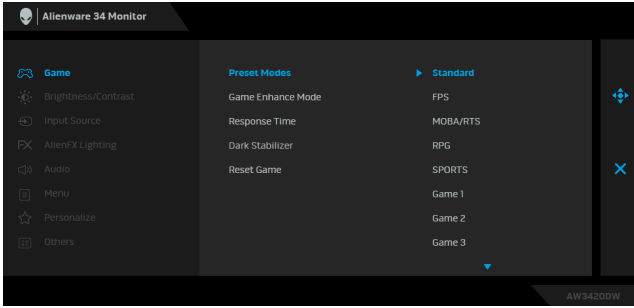 Alienware 34 Monitor
Game Preset Modes Standard
Brightness/Contrast Game Enhance Mode FPS
Input Source Response Time MOBA/RTS
FX AlienFX Lighting Dark Stabilizer RPG
Audio Reset Game SPORTS
Menu Game 1
Personalize Game 2
Others Game 3
AW3420DW